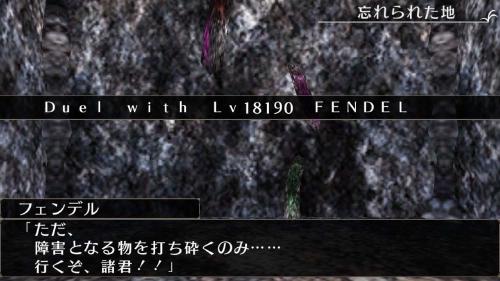 忘れられた地
Duel with Lv18190 FENDEL
フェンデル
「ただ、
障害となる物を打ち砕くのみ……
行くぞ、諸君！！」